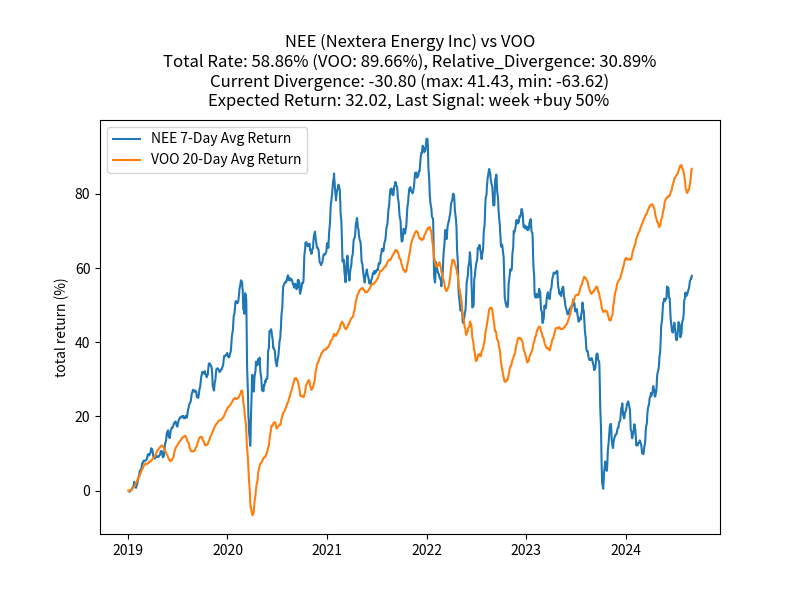 NEE (Nextera Energy Inc) vs VOO
Total Rate: 58.86% (VOO: 89.66%), Relative_Divergence: 30.89%
Current Divergence: -30.80 (max: 41.43, min: -63.62)
Expected Return: 32.02, Last Signal: week +buy 50%
NEE 7-Day Avg Return
VOO 20-Day Avg Return
total return (%)
80
60
40
20
0
2019 2020 2021 2022 2023 2024